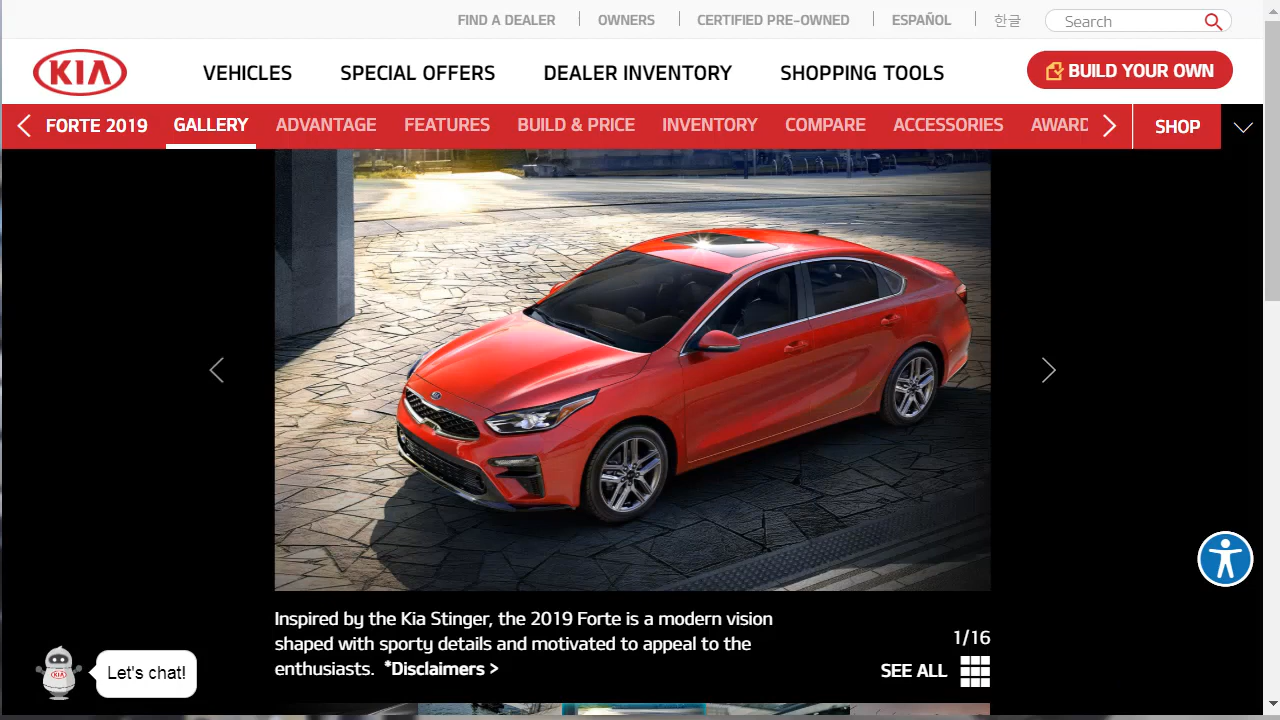 FIND A DEALER OWNERS CERTIFIED PRE-OWNED ESPAÑOL 한글 Search
KIA VEHICLES SPECIAL OFFERS DEALER INVENTORY SHOPPING TOOLS BUILD YOUR OWN
FORTE 2019 GALLERY ADVANTAGE FEATURES BUILD & PRICE INVENTORY COMPARE ACCESSORIES AWARD SHOP
Inspired by the Kia Stinger, the 2019 Forte is a modern vision
shaped with sporty details and motivated to appeal to the
enthusiasts. *Disclaimers >
1/16
SEE ALL
KIA
Let's chat!